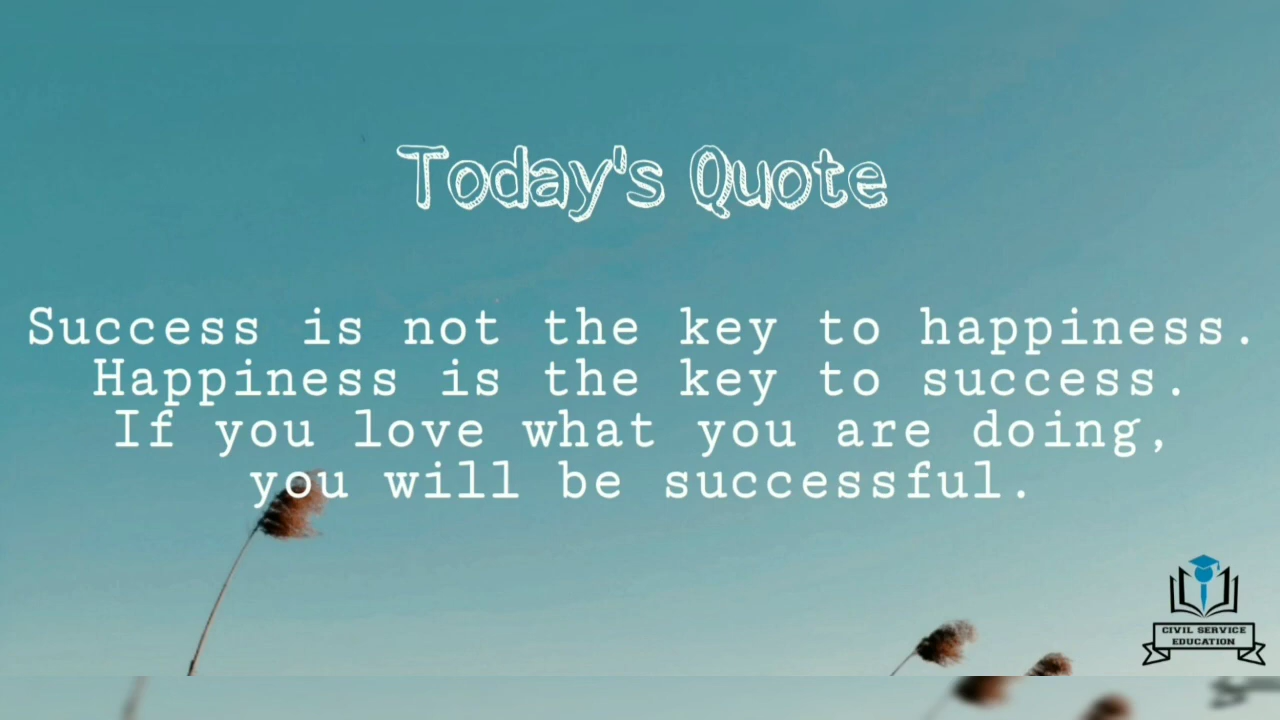 Today's Quote
Success is not the key to happiness.
Happiness is the key to success.
If you love what you are doing,
you will be successful.
CIVIL SERVICE
EDUCATION